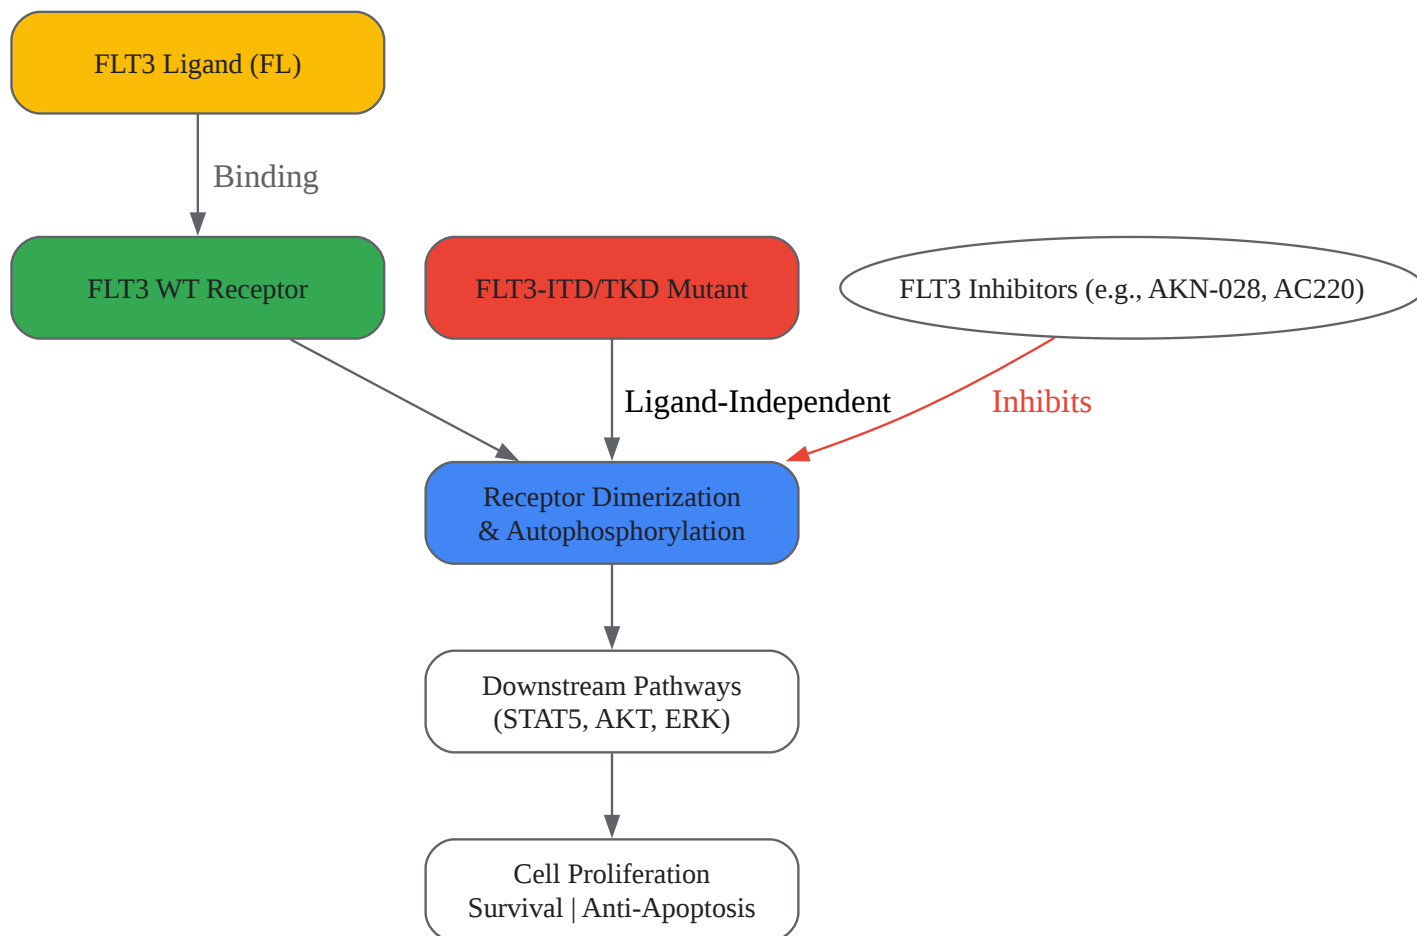 FLT3 Ligand (FL)
Binding
FLT3 WT Receptor
FLT3-ITD/TKD Mutant
FLT3 Inhibitors (e.g., AKN-028, AC220)
Ligand-Independent
Inhibits
Receptor Dimerization
& Autophosphorylation
Downstream Pathways
(STAT5, AKT, ERK)
Cell Proliferation
Survival | Anti-Apoptosis